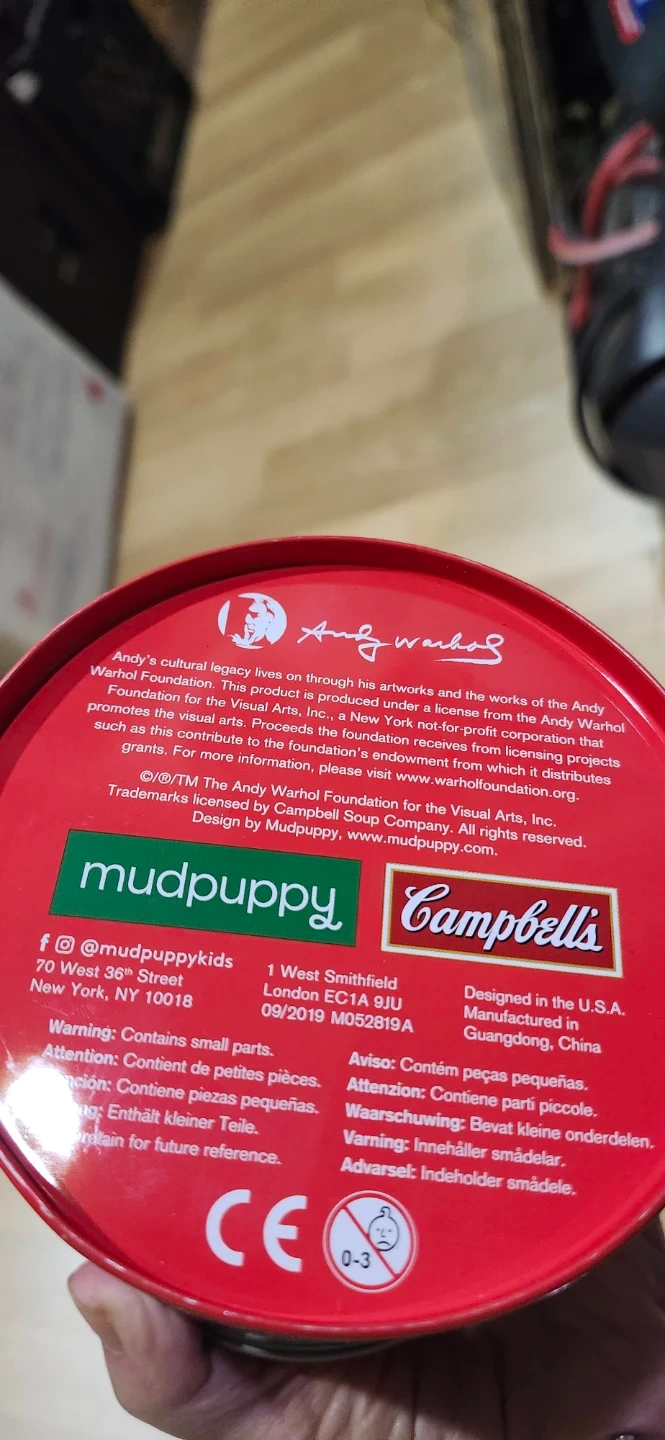 Andy Warhol
Andy's cultural legacy lives on through his artworks and the works of the Andy
Warhol Foundation. This product is produced under a license from the Andy Warhol
Foundation for the Visual Arts, Inc., a New York not-for-profit corporation that
promotes the visual arts. Proceeds the foundation receives from licensing projects
such as this contribute to the foundation's endowment from which it distributes
grants. For more information, please visit www.warholfoundation.org.
©/®/TM The Andy Warhol Foundation for the Visual Arts, Inc.
Trademarks licensed by Campbell Soup Company. All rights reserved.
Design by Mudpuppy, www.mudpuppy.com.
mudpuppy
Campbell's
@mudpuppykids
70 West 36th Street
New York, NY 10018
1 West Smithfield
London EC1A 9JU
09/2019 M052819A
Designed in the U.S.A.
Manufactured in
Guangdong, China
Warning: Contains small parts.
Attention: Contient de petites pièces.
Contiene piezas pequeñas.
Enthält kleiner Teile.
for future reference.
Aviso: Contém peças pequeñas.
Attenzion: Contiene parti piccole.
Waarschuwing: Bevat kleine onderdelen.
Varning: Innehåller smådelar.
Advarsel: Indeholder smådele.
CE
0-3